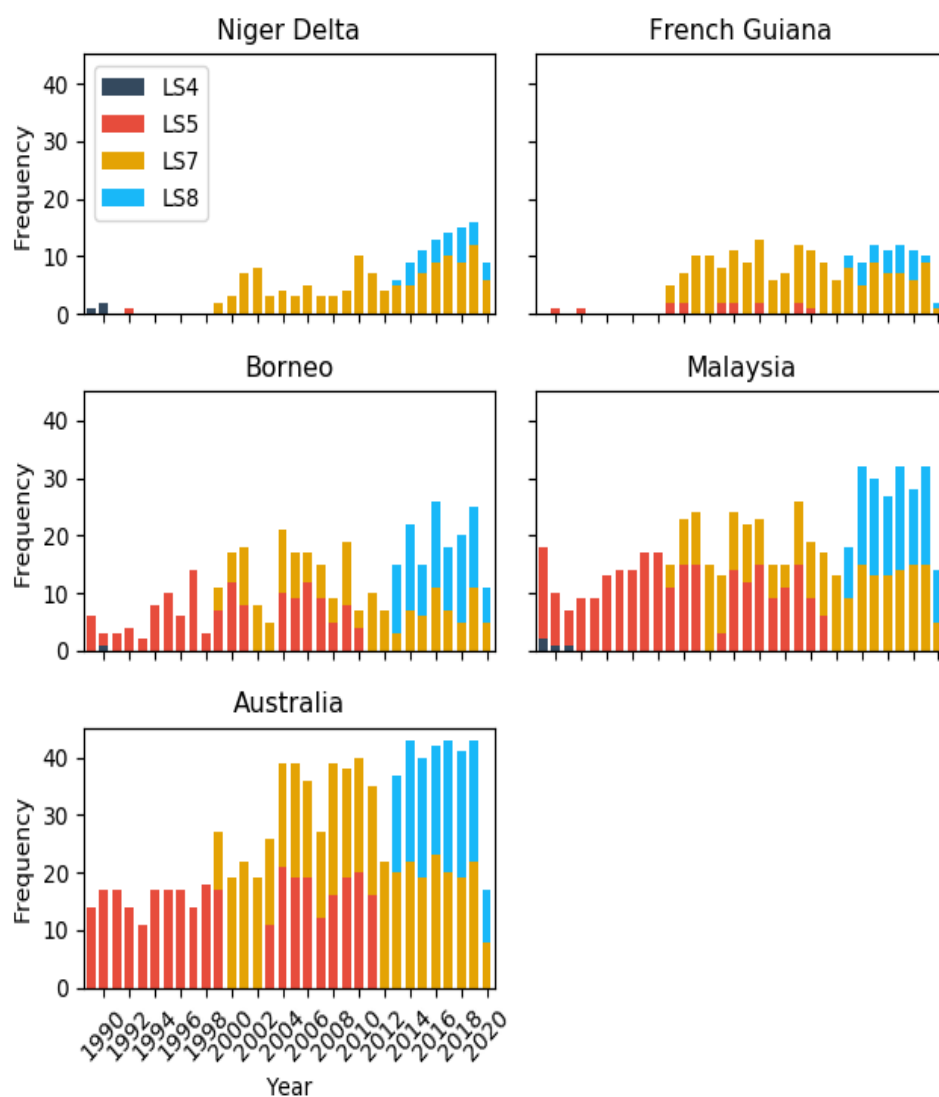 Niger Delta
French Guiana
40
30
20
10
0
Frequency
LS4
LS5
LS7
LS8
Borneo
Malaysia
40
30
20
10
0
Frequency
Australia
40
30
20
10
0
Frequency
1990 1992 1994 1996 1998 2000 2002 2004 2006 2008 2010 2012 2014 2016 2018 2020
Year